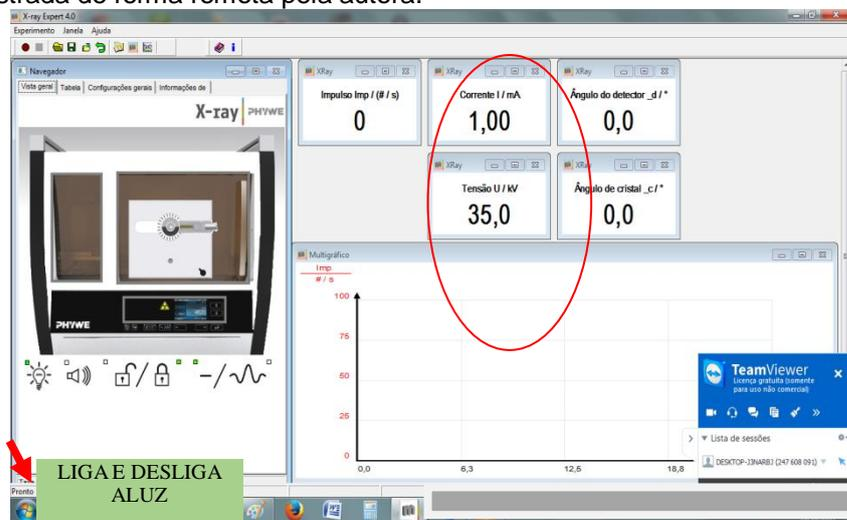 strada de forma remota pela autora.
X-ray Expert 4.0
Experimento Janela Ajuda
Navegador
Vista geral Tabela Configurações gerais Informações de
X-ray PHYWE
PHYWE
XRay
Impulso Imp / (# / s)
0
XRay
Corrente I / mA
1,00
XRay
Ângulo do detector _d / °
0,0
XRay
Tensão U / kV
35,0
XRay
Ângulo de cristal _c / °
0,0
Multigráfico
Imp
# / s
100
75
50
25
0
0,0 6,3 12,5 18,8
TeamViewer
Licença gratuita (somente
para uso não comercial)
Lista de sessões
DESKTOP-J3NARBJ (247 608 091)
LIGA E DESLIGA
ALUZ
Pronto